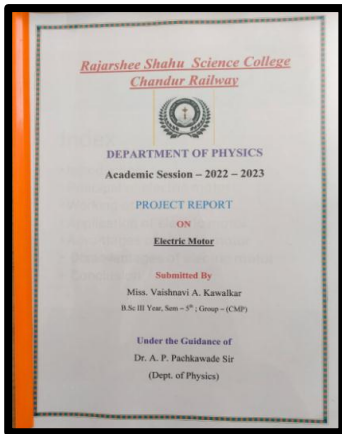 Rajarshee Shahu Science College
Chandur Railway
DEPARTMENT OF PHYSICS
Academic Session – 2022 – 2023
PROJECT REPORT
ON
Electric Motor
Submitted By
Miss. Vaishnavi A. Kawalkar
B.Sc III Year, Sem – 5th ; Group – (CMP)
Under the Guidance of
Dr. A. P. Pachkawade Sir
(Dept. of Physics)